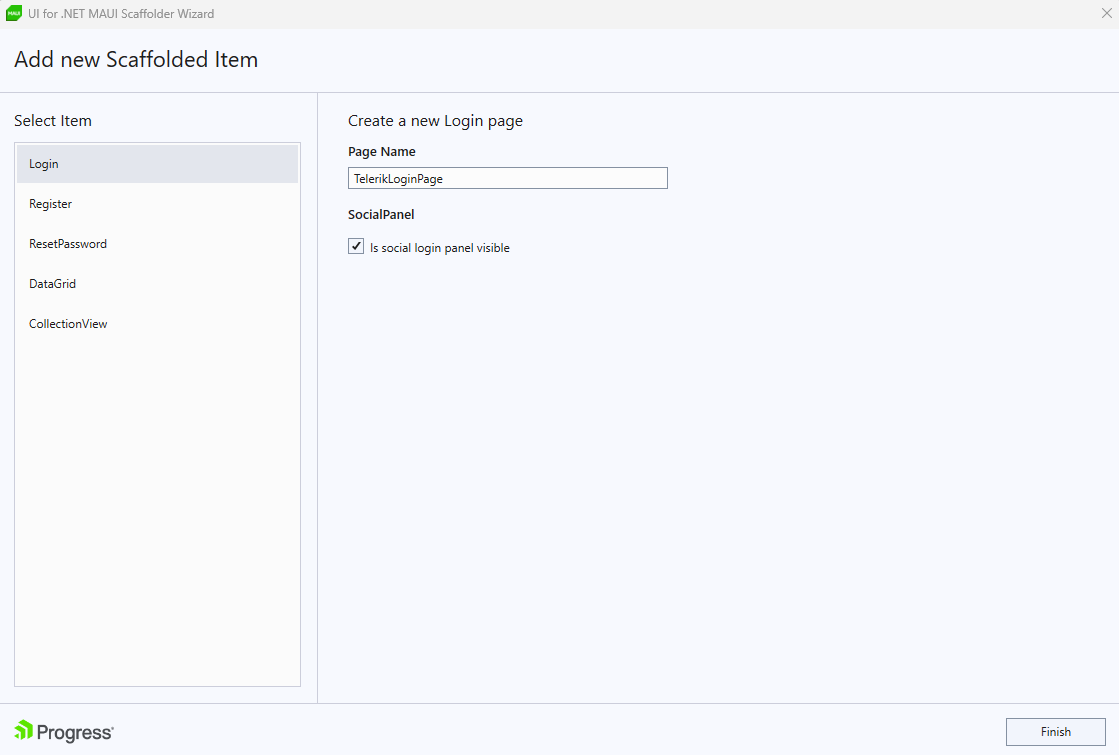 UI for .NET MAUI Scaffolder Wizard
Add new Scaffolded Item
Select Item
Login
Register
ResetPassword
DataGrid
CollectionView
Create a new Login page
Page Name
TelerikLoginPage
SocialPanel
Is social login panel visible
Progress
Finish